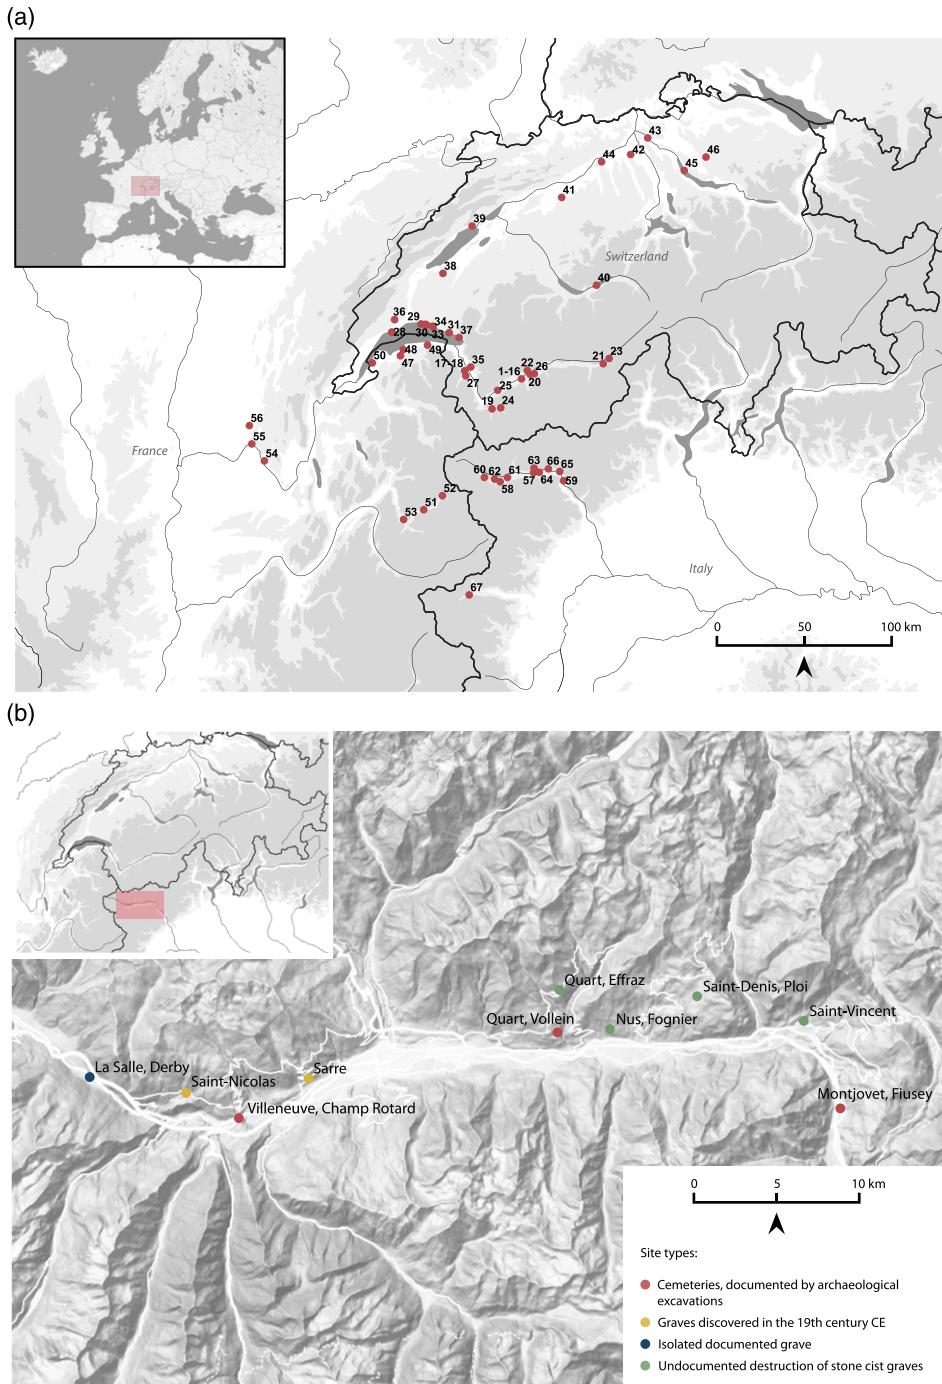 (a)
43
42
44
46
45
41
39
Switzerland
38
40
36
29
34
31
28
30
33
37
48
49
50
47
17-18
35
22
26
21
23
1-16
20
27
25
19
24
56
55
France
54
63
66
65
60
62
61
57
64
59
58
52
51
53
Italy
67
0 50 100 km
(b)
Quart, Effraz
Saint-Denis, Ploi
Saint-Vincent
Quart, Vollein
Nus, Fognier
La Salle, Derby
Sarre
Saint-Nicolas
Montjovet, Fiusey
Villeneuve, Champ Rotard
0 5 10 km
Site types:
Cemeteries, documented by archaeological
excavations
Graves discovered in the 19th century CE
Isolated documented grave
Undocumented destruction of stone cist graves